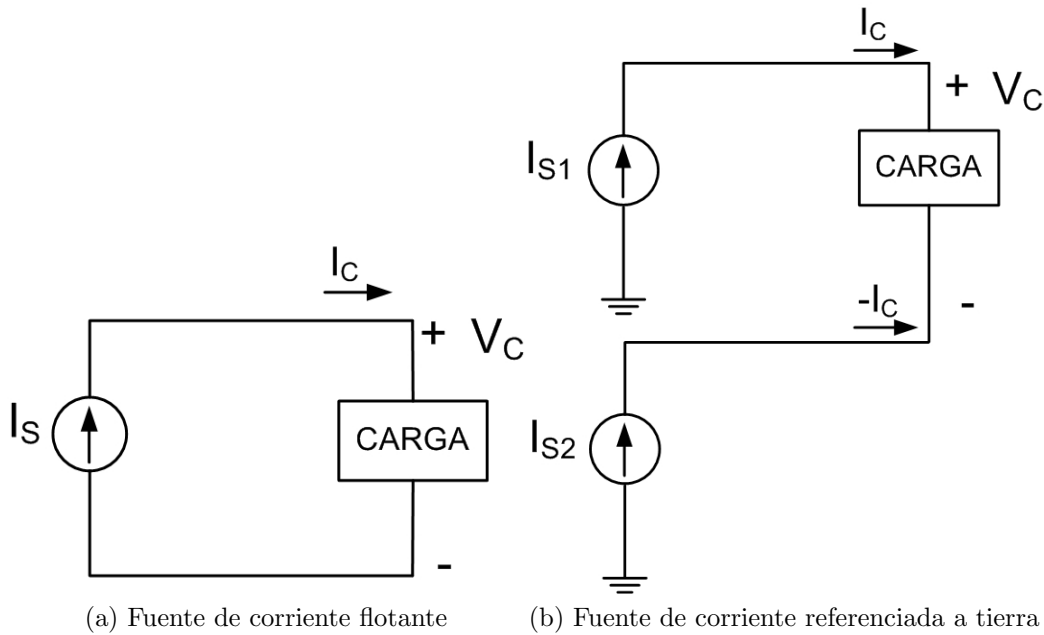 I_C
+ V_C
I_S
CARGA
-
(a) Fuente de corriente flotante
I_C
+ V_C
I_S1
CARGA
-
-I_C
I_S2
(b) Fuente de corriente referenciada a tierra